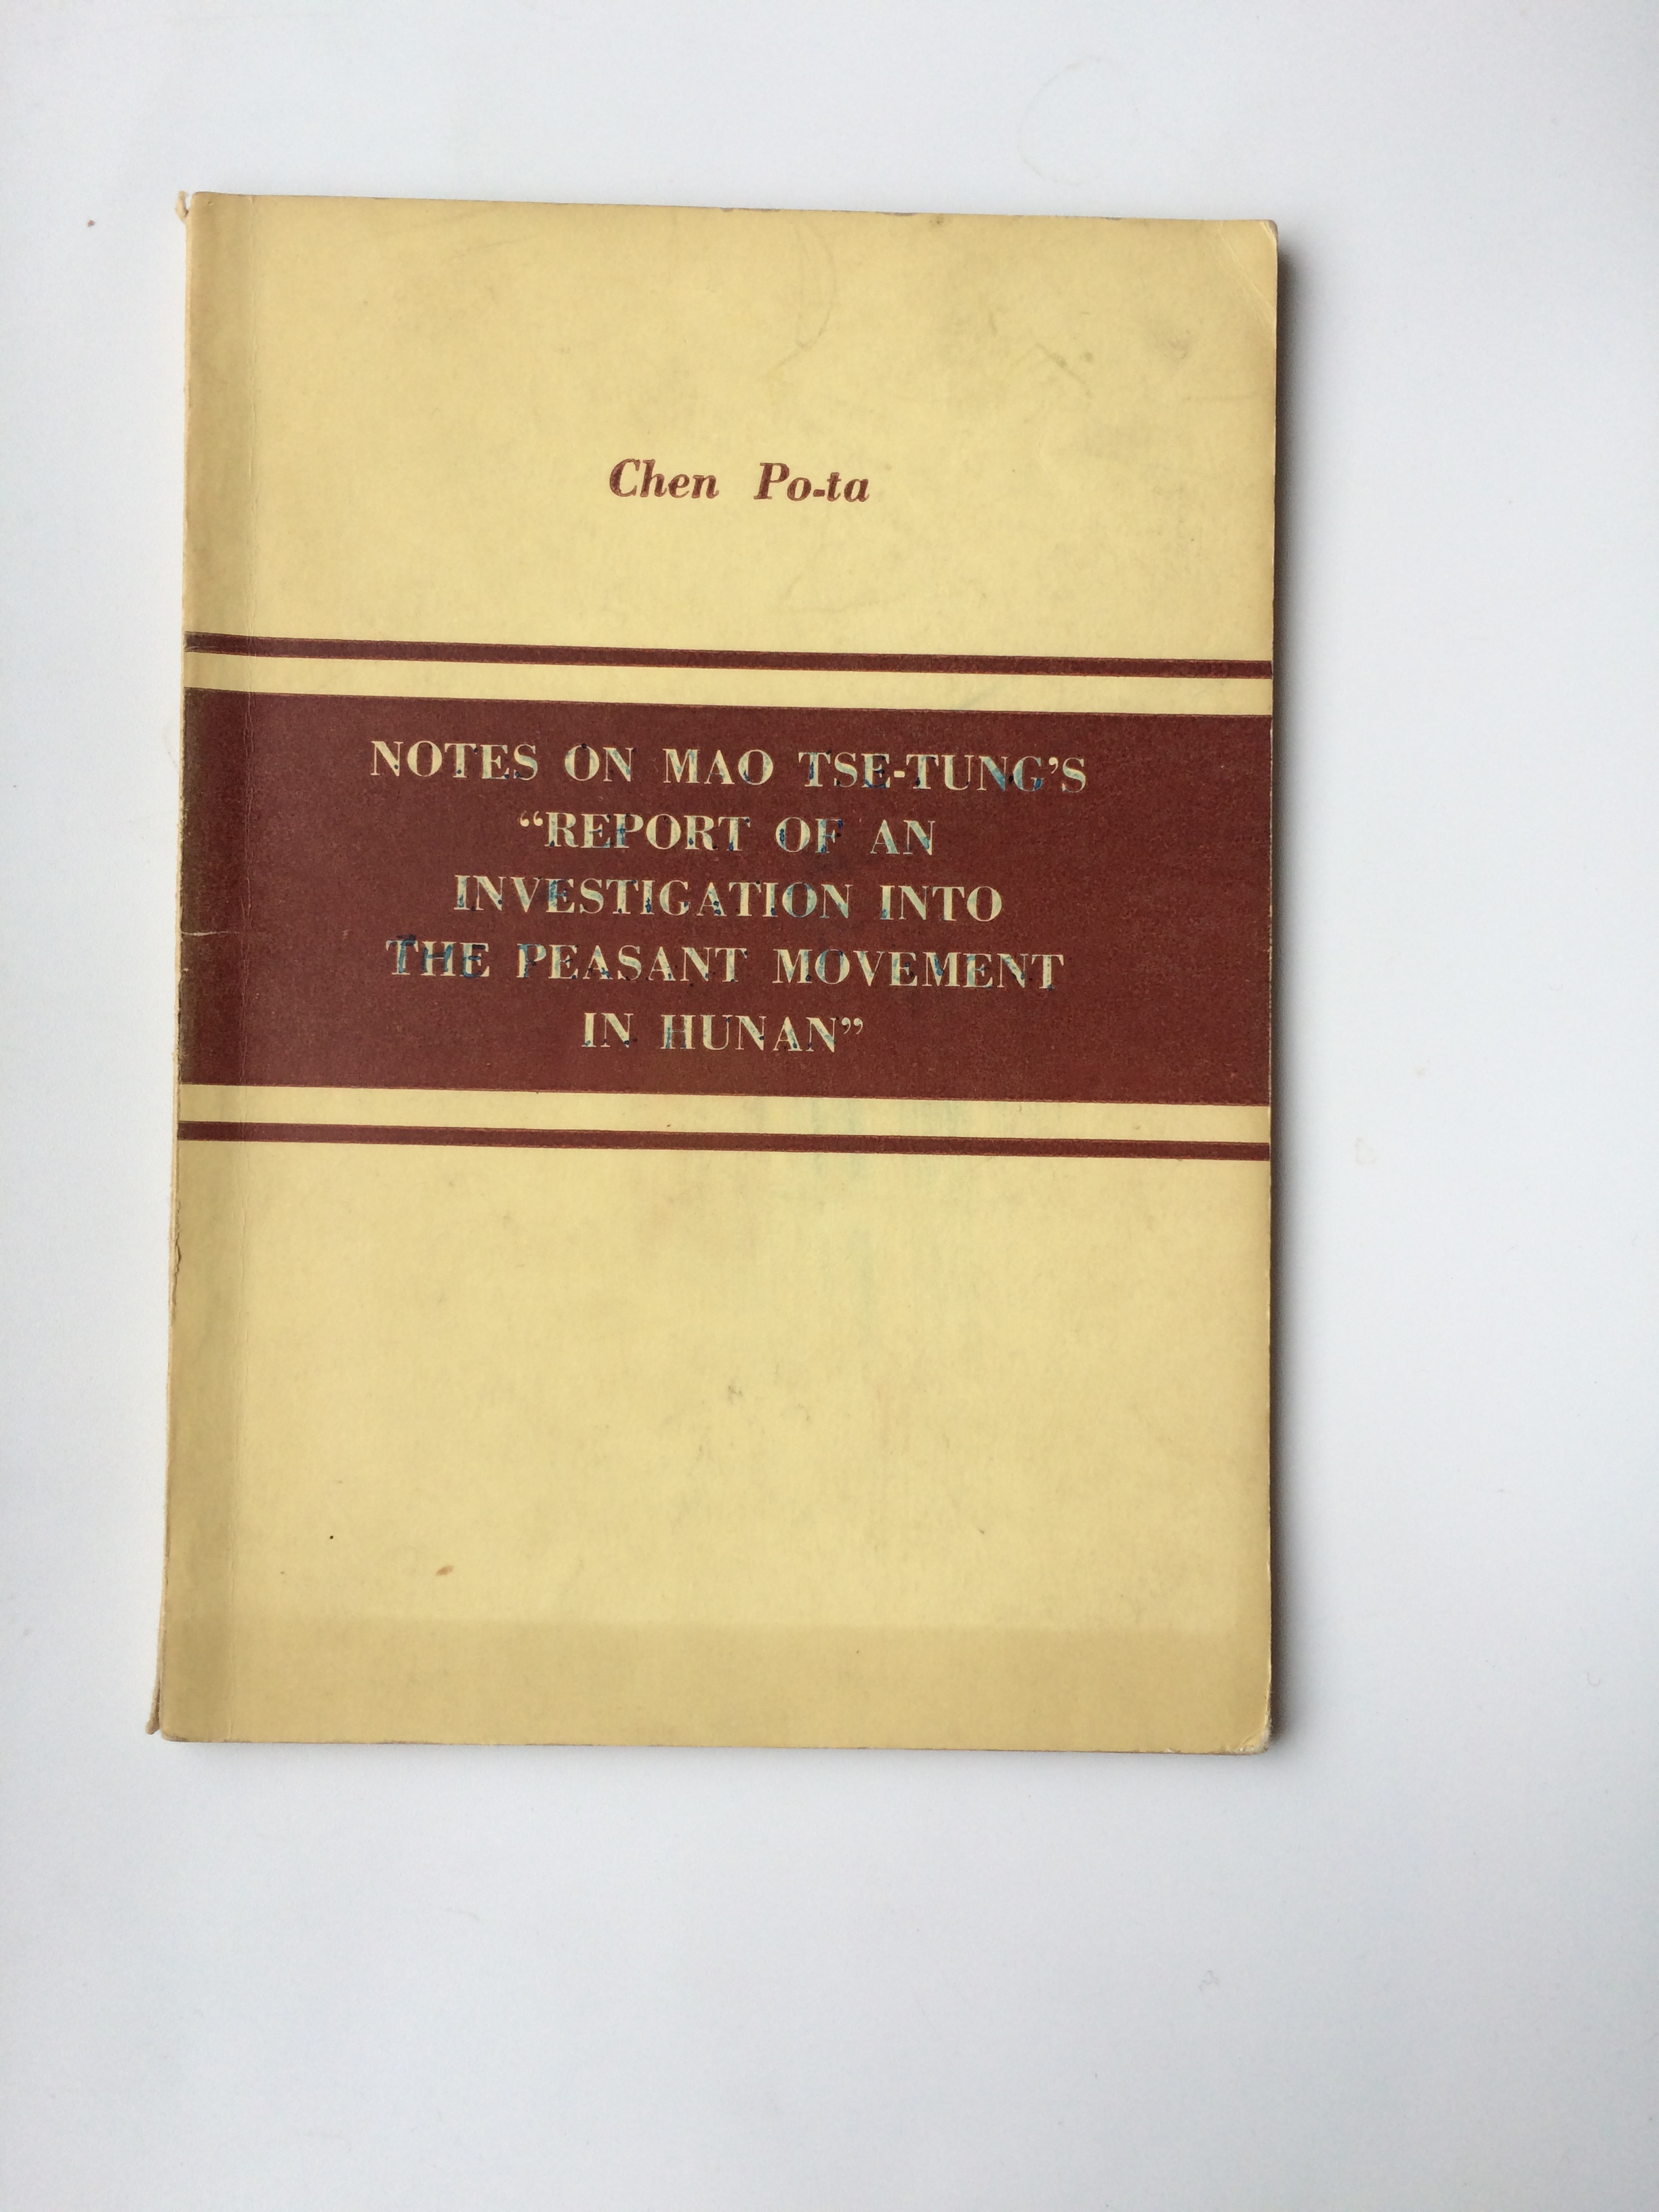 Chen Po-ta
NOTES ON MAO TSE-TUNG’S
“REPORT OF AN
INVESTIGATION INTO
THE PEASANT MOVEMENT
IN HUNAN”